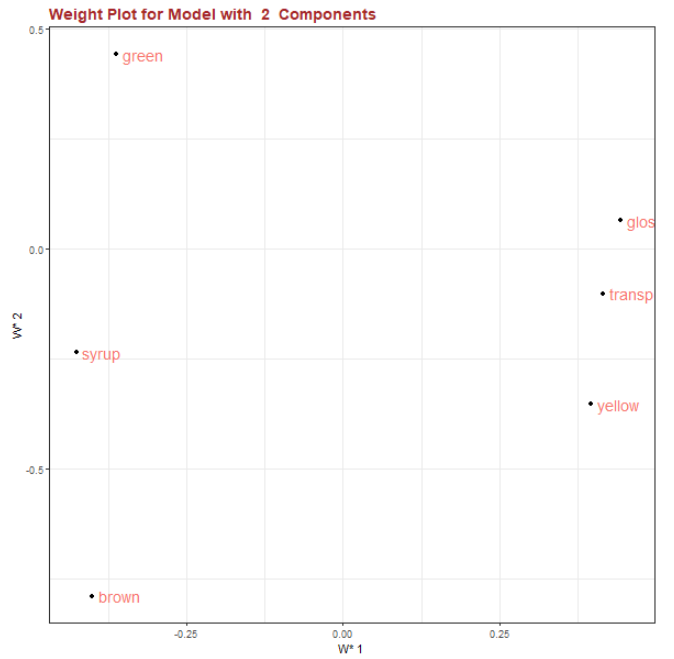 Weight Plot for Model with 2 Components
0.5
green
glos
0.0
transp
W* 2
syrup
yellow
-0.5
brown
-0.25
0.00
0.25
W* 1